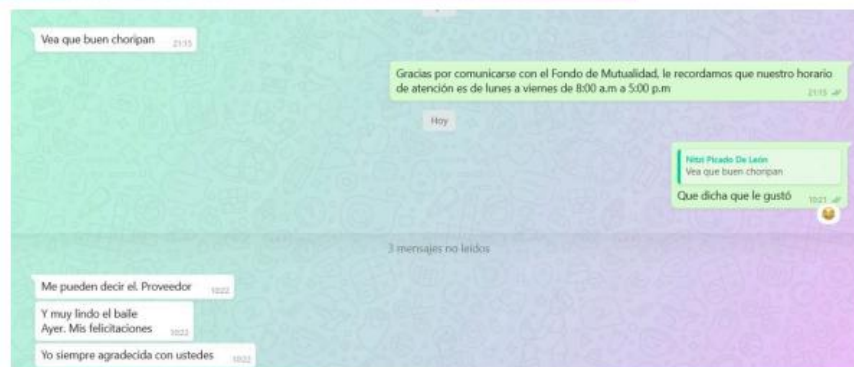 Vea que buen choripan
21:15
Gracias por comunicarse con el Fondo de Mutualidad, le recordamos que nuestro horario
de atención es de lunes a viernes de 8:00 a.m a 5:00 p.m
21:15
Hoy
Nitzi Picado De León
Vea que buen choripan
Que dicha que le gustó
10:21
3 mensajes no leídos
Me pueden decir el. Proveedor
10:22
Y muy lindo el baile
Ayer. Mis felicitaciones
10:22
Yo siempre agradecida con ustedes
10:22